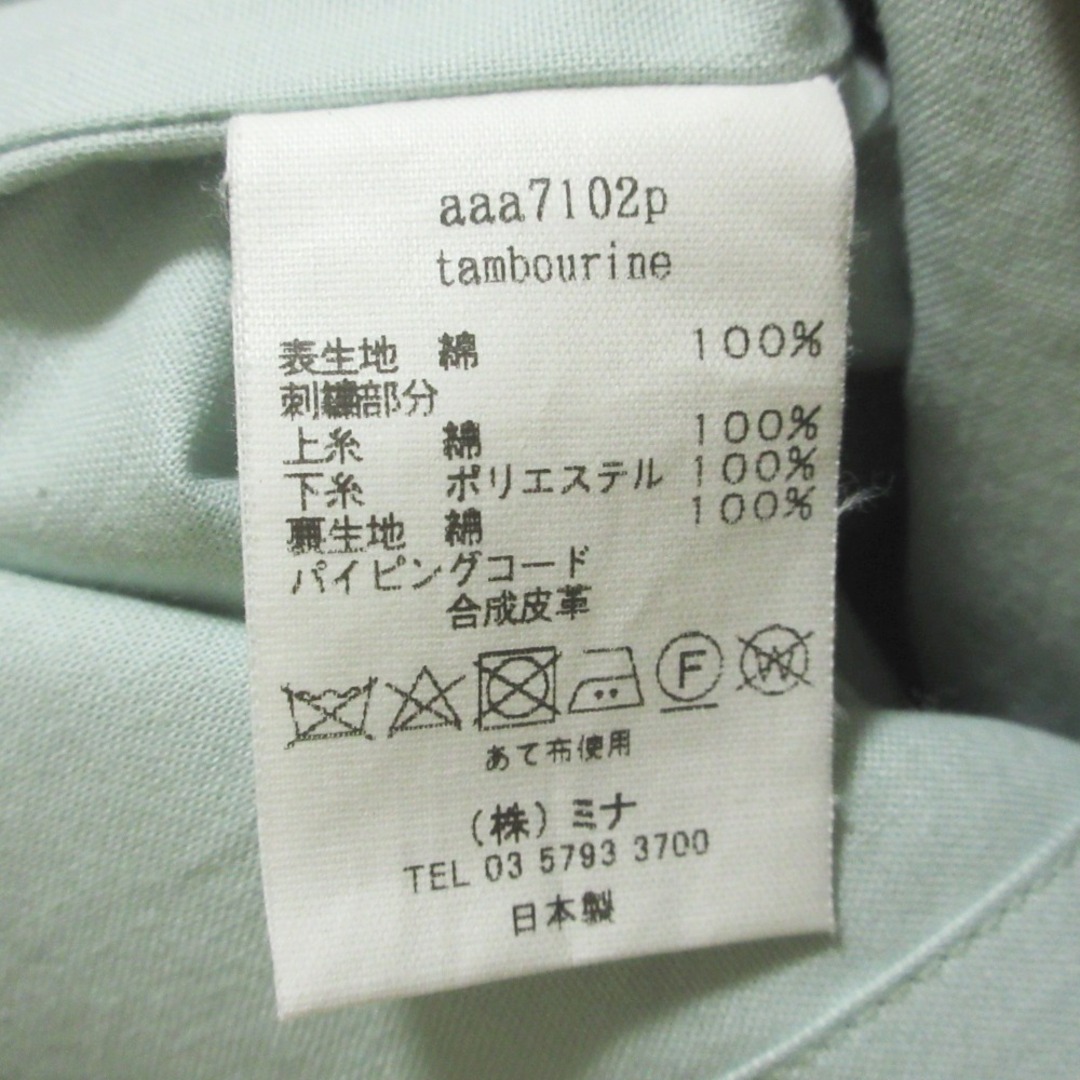 aaa7102p
tambourine
表生地 綿 100%
刺繍部分
上糸 綿 100%
下糸 ポリエステル 100%
裏生地 綿 100%
パイピングコード
合成皮革
F W
あて布使用
(株)ミナ
TEL 03 5793 3700
日本製